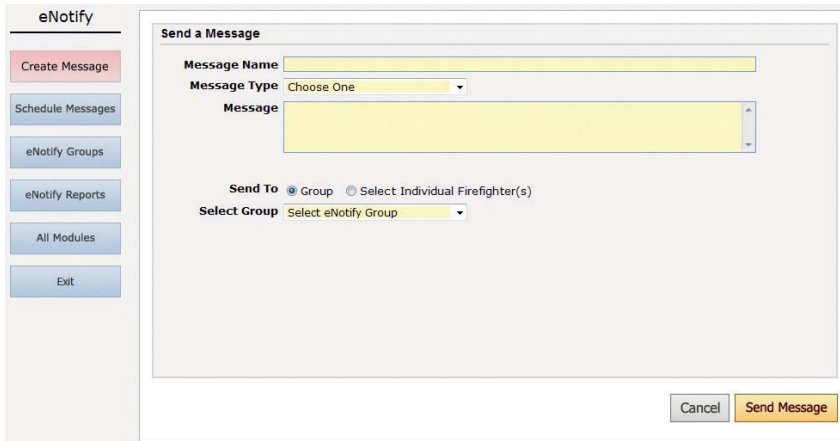 eNotify
Create Message
Schedule Messages
eNotify Groups
eNotify Reports
All Modules
Exit
Send a Message
Message Name
Message Type Choose One
Message
Send To Group Select Individual Firefighter(s)
Select Group Select eNotify Group
Cancel Send Message